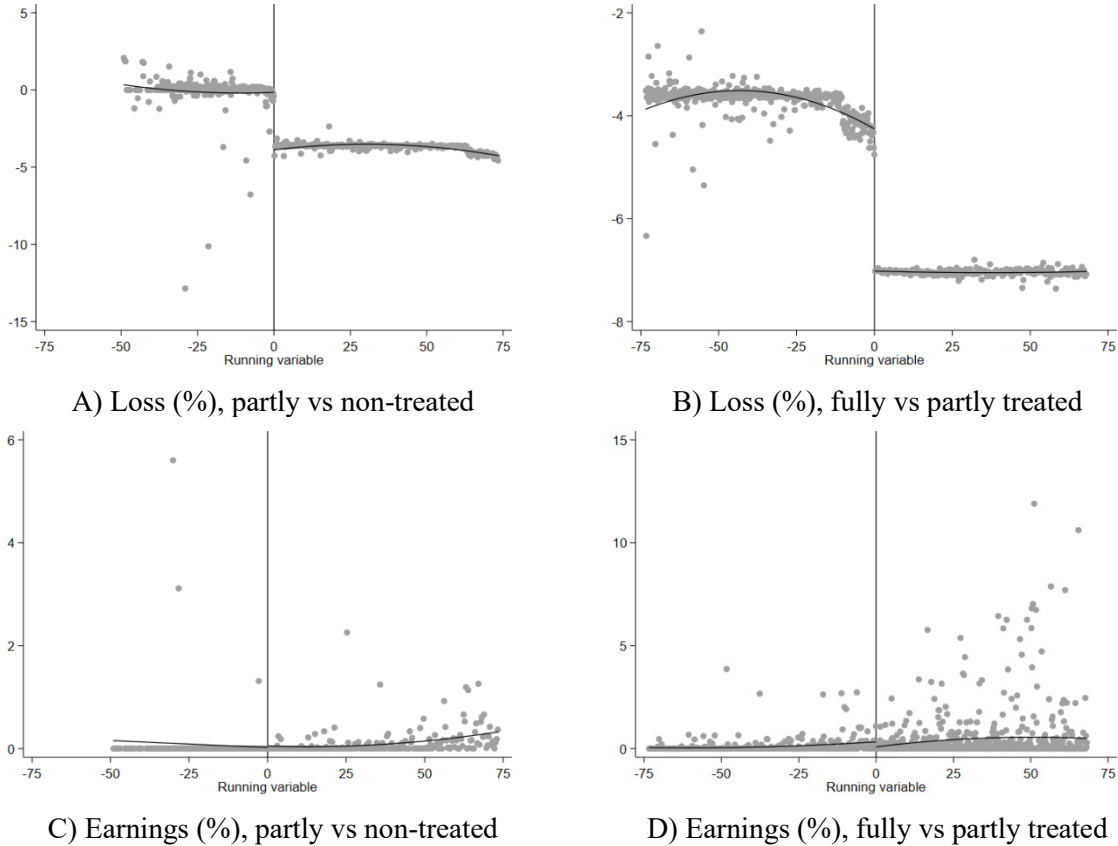 5
0
-5
-10
-15
-75 -50 -25 0 25 50 75
Running variable
A) Loss (%), partly vs non-treated
-2
-4
-6
-8
-75 -50 -25 0 25 50 75
Running variable
B) Loss (%), fully vs partly treated
6
4
2
0
-75 -50 -25 0 25 50 75
Running variable
C) Earnings (%), partly vs non-treated
15
10
5
0
-75 -50 -25 0 25 50 75
Running variable
D) Earnings (%), fully vs partly treated